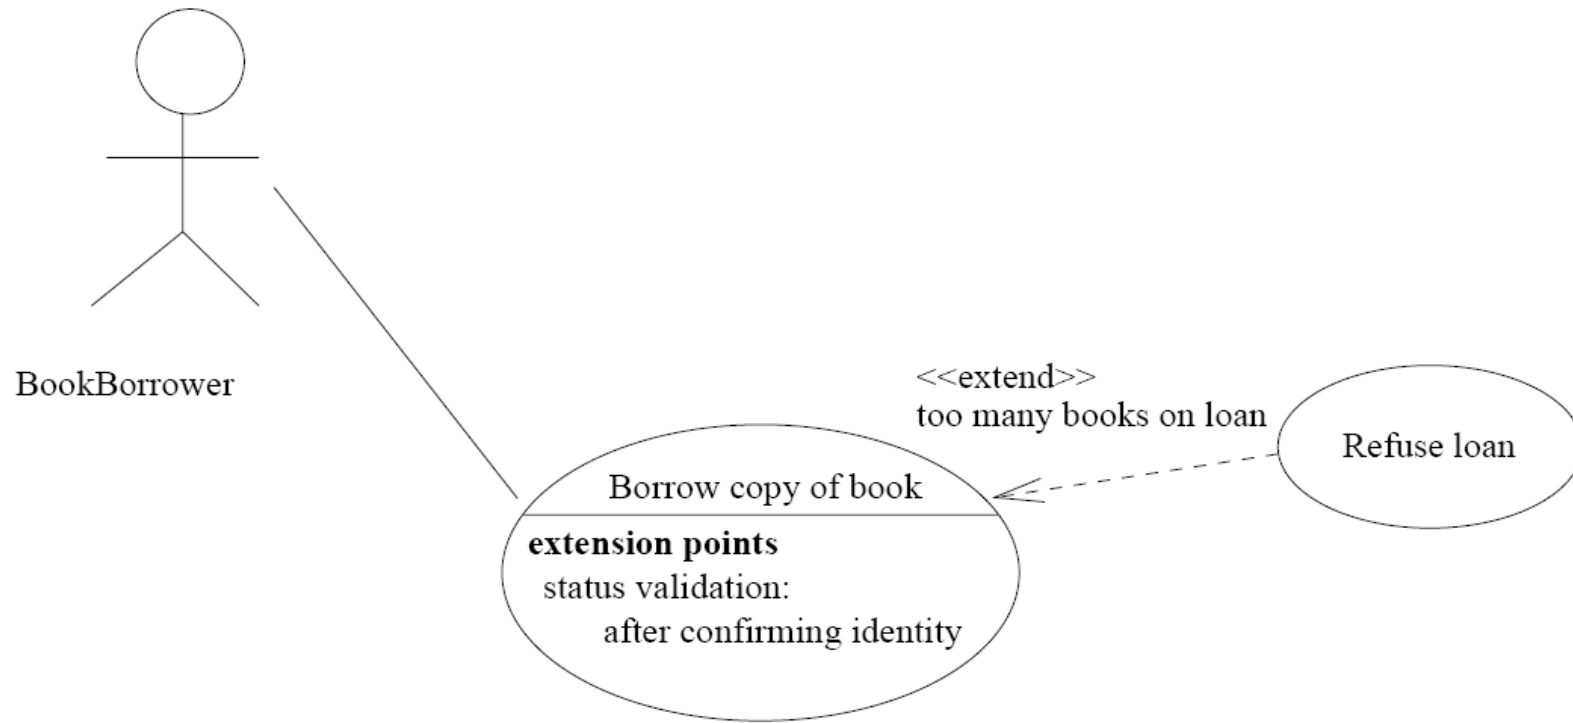 BookBorrower
<<extend>>
too many books on loan
Refuse loan
Borrow copy of book
extension points
status validation:
after confirming identity